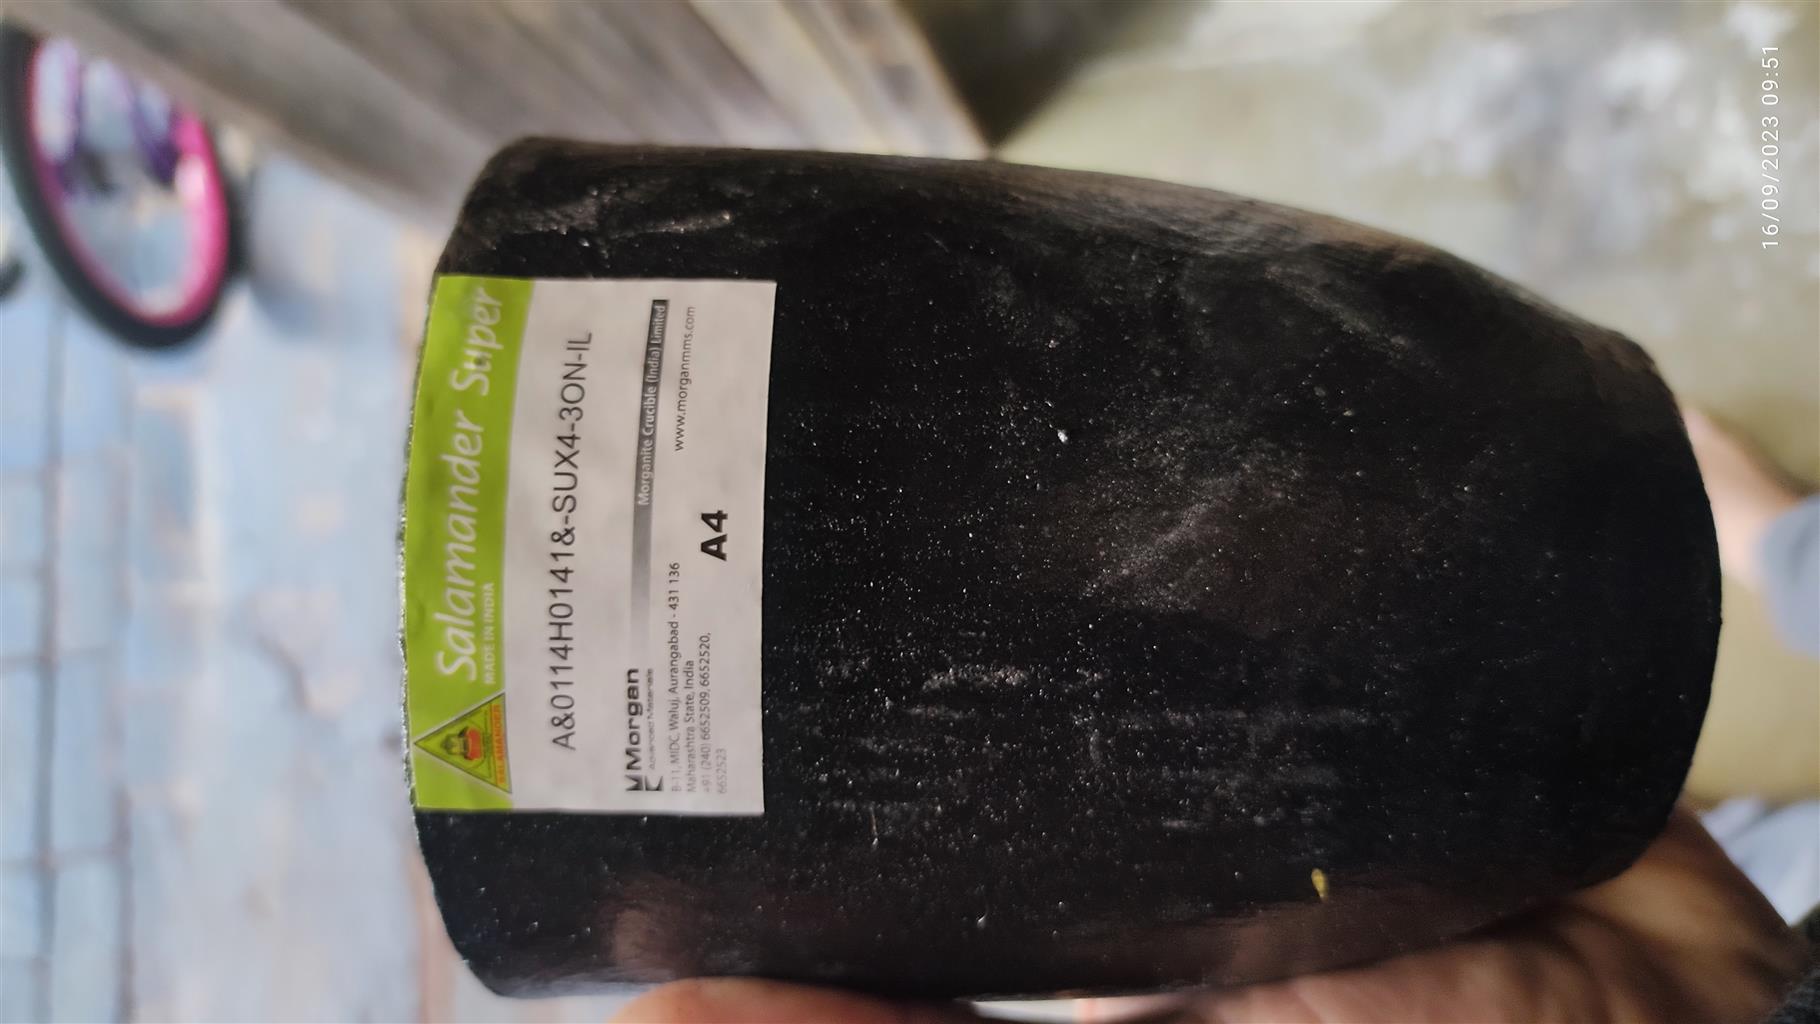 Salamander Super
MADE IN INDIA
SALAMANDER
A&0114H0141&-SUX4-3ON-IL
Morgan
Advanced Materials
Morganite Crucible (India) Limited
B-11, MIDC, Waluj, Aurangabad - 431 136
Maharashtra State, India
+91 (240) 6652509, 6652520,
6652523
www.morganmms.com
A4
16/09/2023 09:51